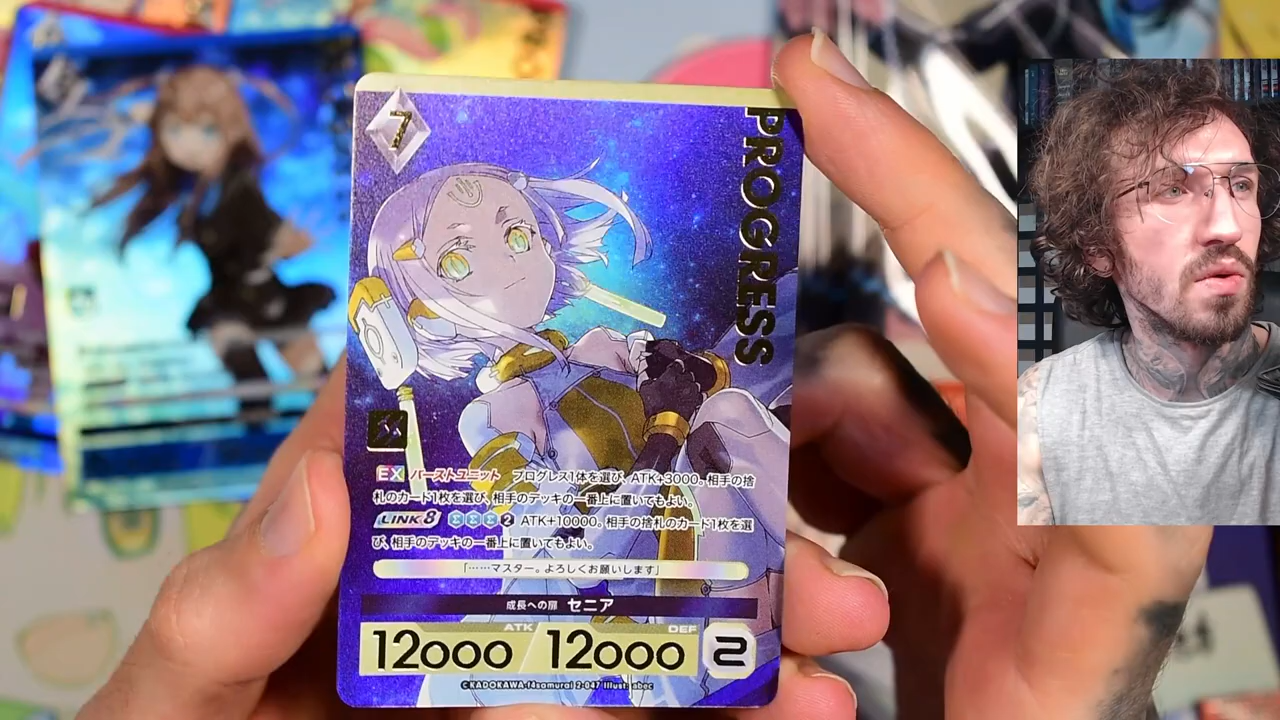 7
PROGRESS
EX バーストユニット プログレス1体を選び、ATK+3000。相手の捨
札のカード1枚を選び、相手のデッキの一番上に置いてもよい。
LINK 8 2 ATK+10000。相手の捨札のカード1枚を選
び、相手のデッキの一番上に置いてもよい。
「……マスター。よろしくお願いします」
成長への扉 セニア
ATK DEF
12000 12000 2
©KADOKAWA・f4samurai 2-047 Illust: abec